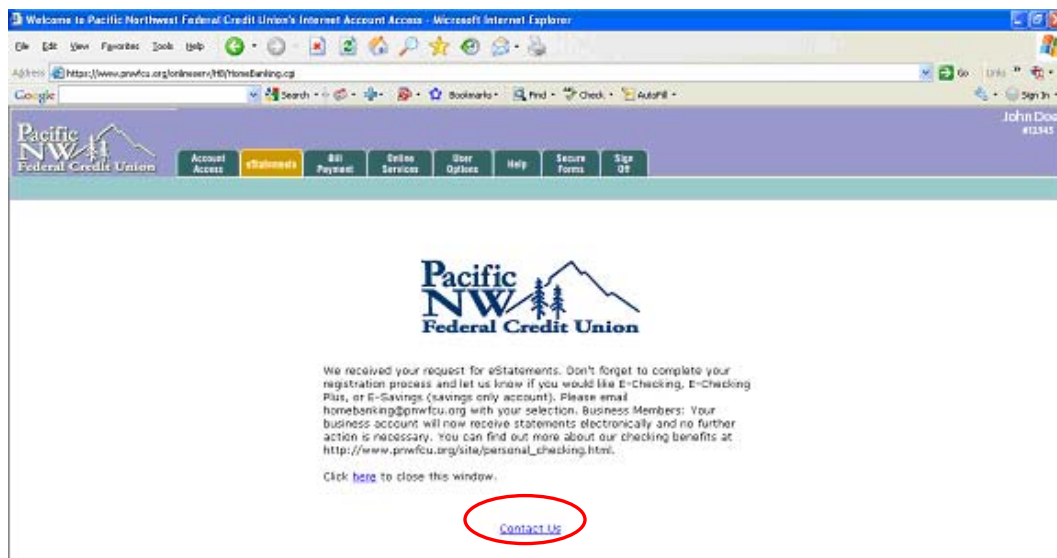 Welcome to Pacific Northwest Federal Credit Union's Internet Account Access - Microsoft Internet Explorer
File Edit View Favorites Tools Help
Address https://www.pnwfcu.org/onlineserv/HB/HomeBanking.cgi Go Links
Google Search Bookmarks Find Check AutoFill Sign In
John Doe
#12345
Pacific
NW
Federal Credit Union
Account Access eStatements Bill Payment Online Services User Options Help Secure Forms Sign Off
Pacific
NW
Federal Credit Union
We received your request for eStatements. Don't forget to complete your
registration process and let us know if you would like E-Checking, E-Checking
Plus, or E-Savings (savings only account). Please email
homebanking@pnwfcu.org with your selection. Business Members: Your
business account will now receive statements electronically and no further
action is necessary. You can find out more about our checking benefits at
http://www.pnwfcu.org/site/personal_checking.html.
Click here to close this window.
Contact Us